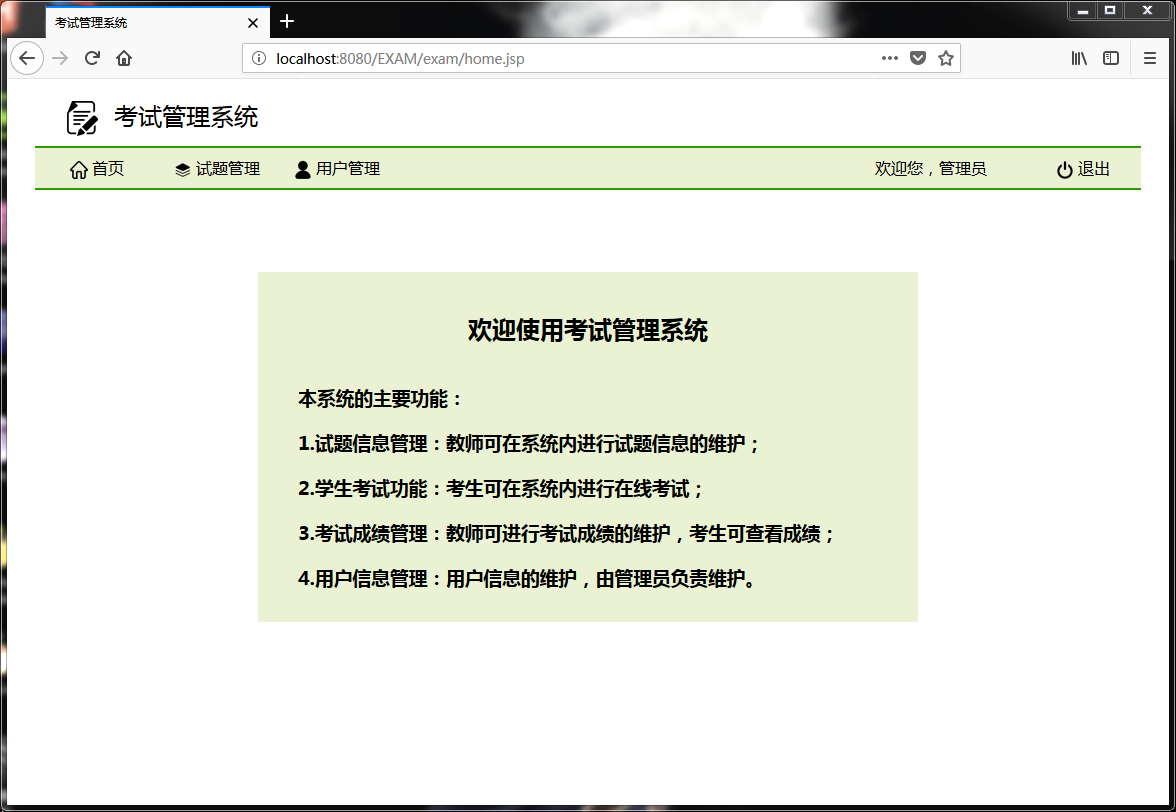 考试管理系统
localhost:8080/EXAM/exam/home.jsp
考试管理系统
首页 试题管理 用户管理 欢迎您，管理员 退出
欢迎使用考试管理系统
本系统的主要功能：
1.试题信息管理：教师可在系统内进行试题信息的维护；
2.学生考试功能：考生可在系统内进行在线考试；
3.考试成绩管理：教师可进行考试成绩的维护，考生可查看成绩；
4.用户信息管理：用户信息的维护，由管理员负责维护。